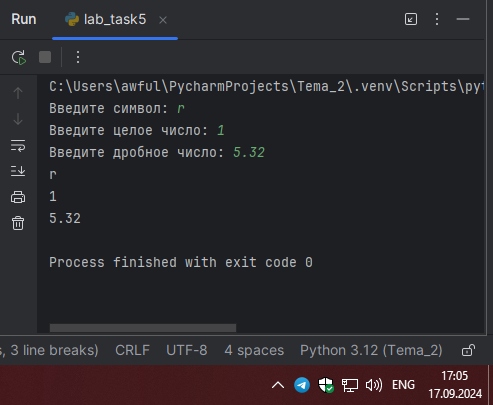 Run lab_task5
C:\Users\awful\PycharmProjects\Tema_2\.venv\Scripts\pyt
Введите символ: r
Введите целое число: 1
Введите дробное число: 5.32
r
1
5.32
Process finished with exit code 0
s, 3 line breaks) CRLF UTF-8 4 spaces Python 3.12 (Tema_2)
ENG 17:05
17.09.2024